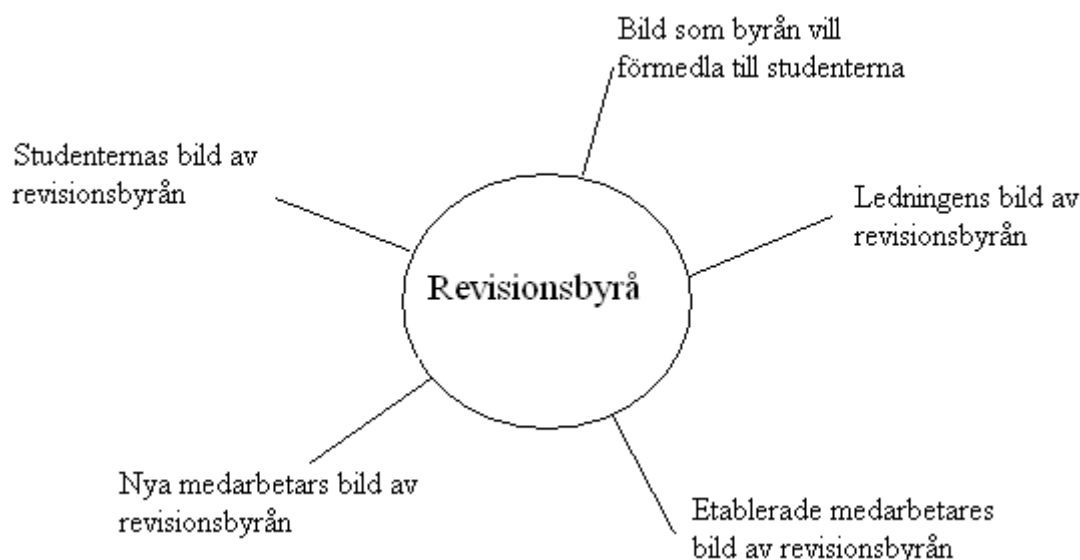 Bild som byrån vill
förmedla till studenterna
Studenternas bild av
revisionsbyrån
Ledningens bild av
revisionsbyrån
Revisionsbyrå
Nya medarbetars bild av
revisionsbyrån
Etablerade medarbetares
bild av revisionsbyrån